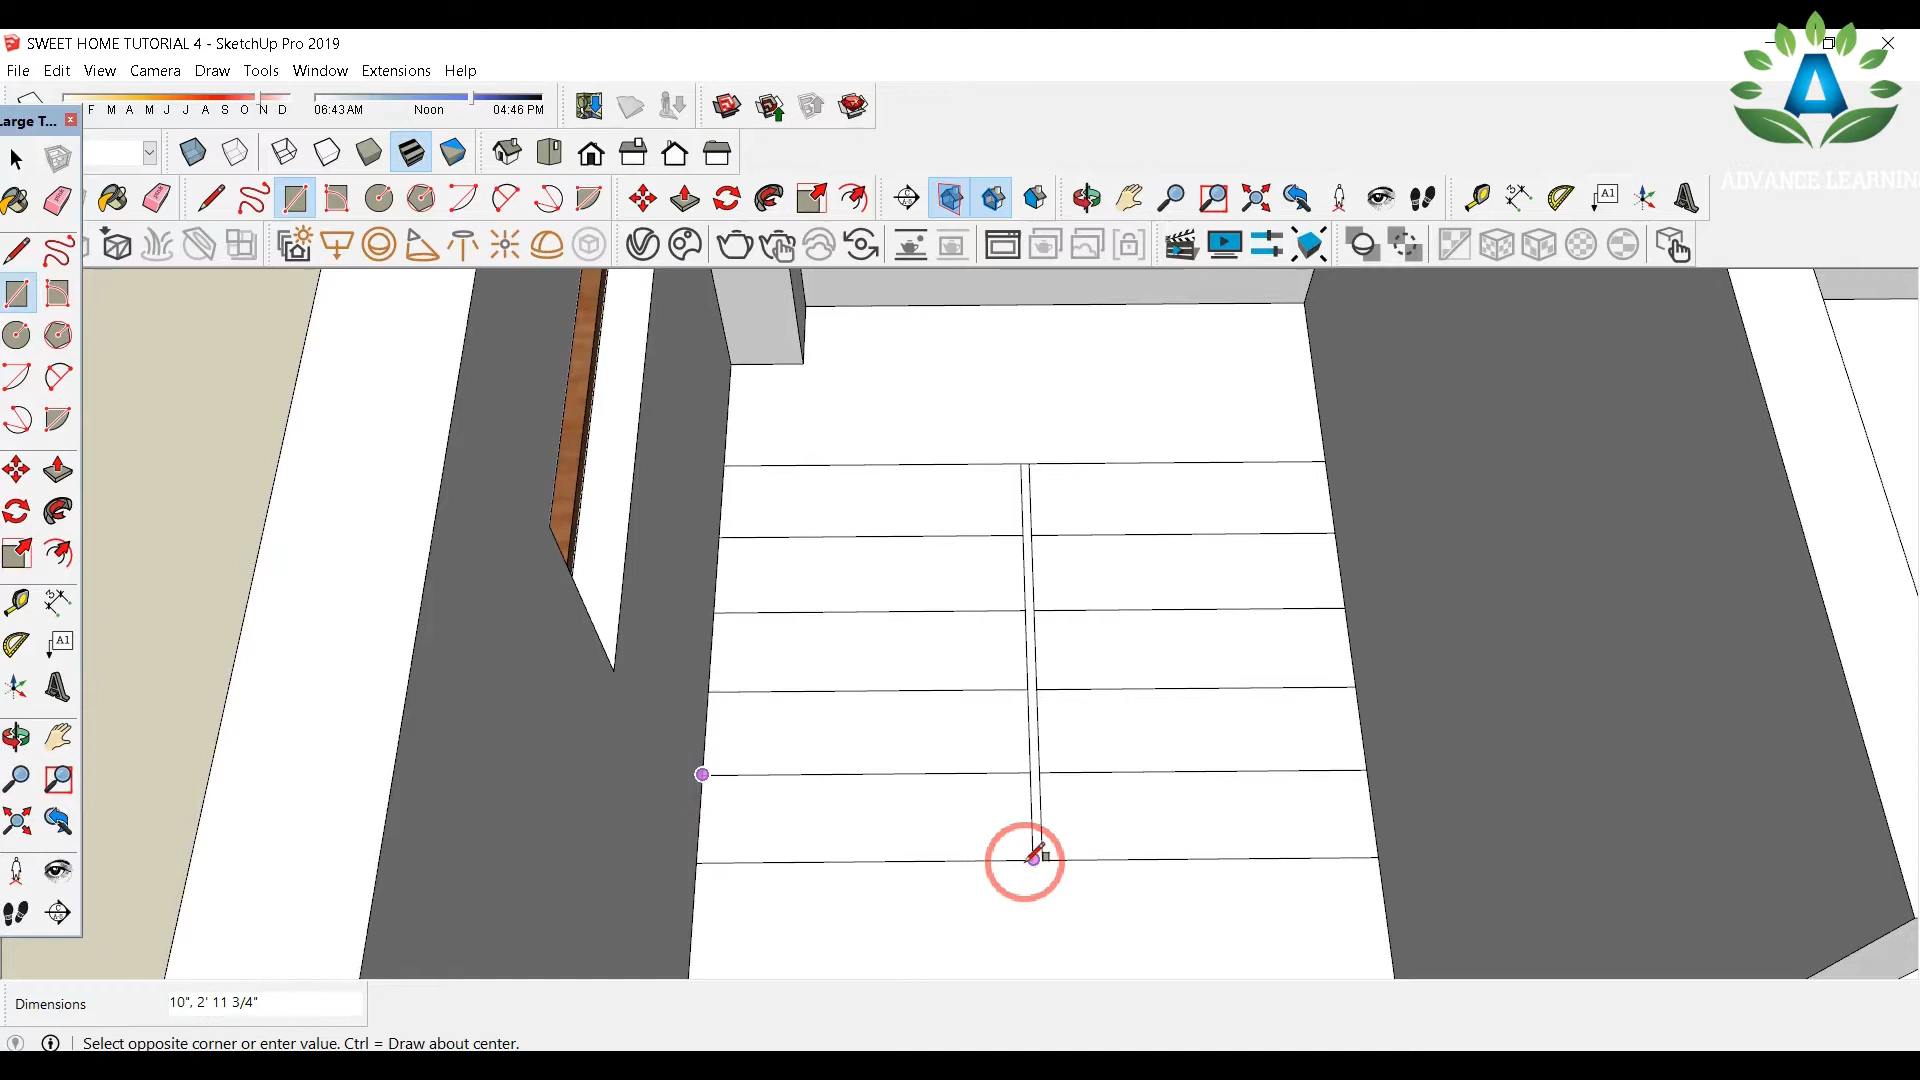 SWEET HOME TUTORIAL 4 - SketchUp Pro 2019
File Edit View Camera Draw Tools Window Extensions Help
F M A M J J A S O N D 06:43 AM Noon 04:46 PM
Large T...
ADVANCE LEARNIN
A1
A1
Dimensions 10", 2' 11 3/4"
Select opposite corner or enter value. Ctrl = Draw about center.